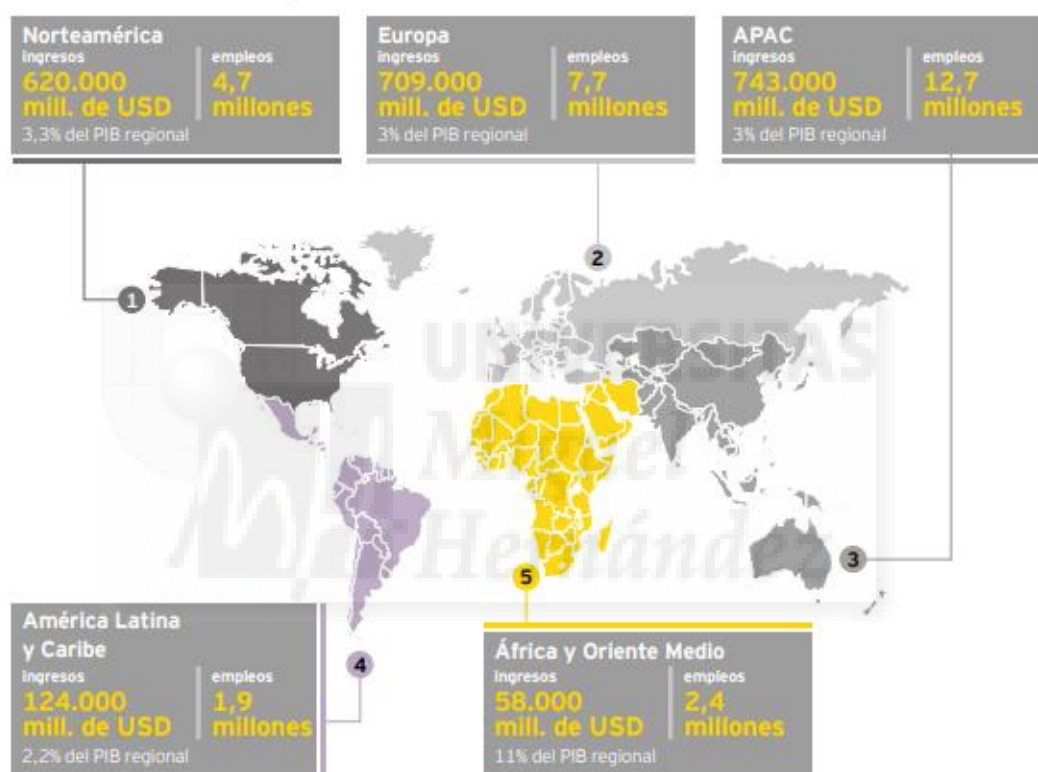 Norteamérica
ingresos
620.000
mill. de USD
empleos
4,7
millones
3,3% del PIB regional
Europa
ingresos
709.000
mill. de USD
empleos
7,7
millones
3% del PIB regional
APAC
ingresos
743.000
mill. de USD
empleos
12,7
millones
3% del PIB regional
1
2
3
4
5
UNIVERSITAS
Miguel
Hernández
América Latina
y Caribe
ingresos
124.000
mill. de USD
empleos
1,9
millones
2,2% del PIB regional
África y Oriente Medio
ingresos
58.000
mill. de USD
empleos
2,4
millones
11% del PIB regional